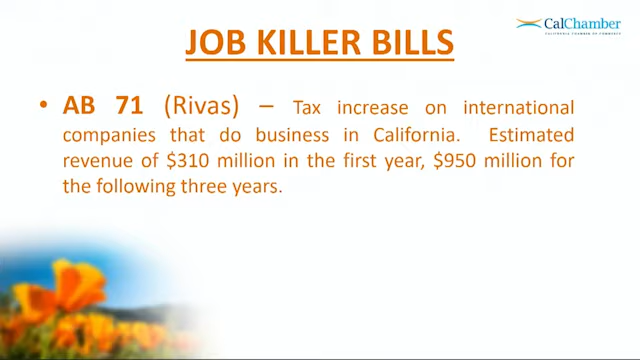 CalChamber
CALIFORNIA CHAMBER OF COMMERCE
JOB KILLER BILLS
• AB 71 (Rivas) – Tax increase on international
companies that do business in California. Estimated
revenue of $310 million in the first year, $950 million for
the following three years.